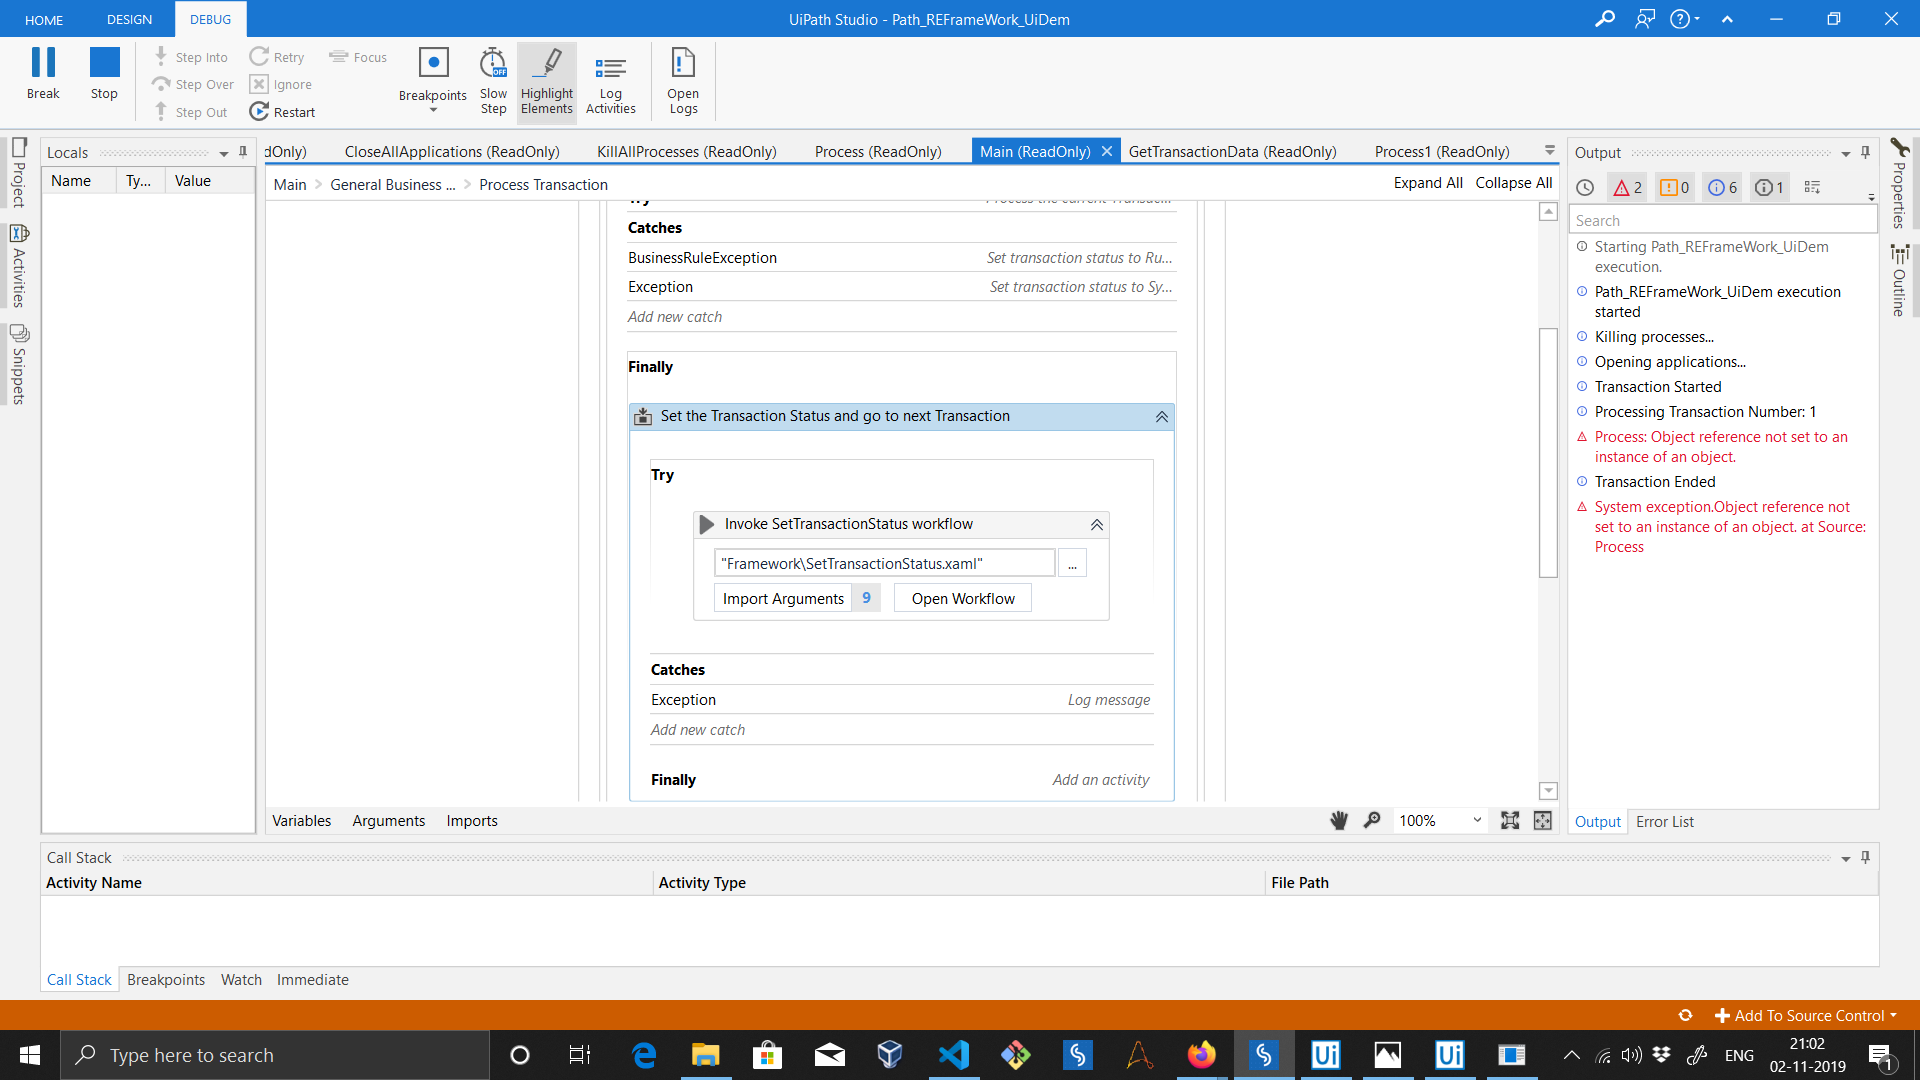 HOME
DESIGN
DEBUG
UiPath Studio - Path_REFrameWork_UiDem
Break
Stop
Step Into
Step Over
Step Out
Retry
Ignore
Restart
Focus
Breakpoints
Slow
Step
OFF
Highlight
Elements
Log
Activities
Open
Logs
Project
Activities
Snippets
Locals
Name
Ty...
Value
dOnly)
CloseAllApplications (ReadOnly)
KillAllProcesses (ReadOnly)
Process (ReadOnly)
Main (ReadOnly)
GetTransactionData (ReadOnly)
Process1 (ReadOnly)
Main > General Business ... > Process Transaction
Expand All
Collapse All
Try
Process the current Transac...
Catches
BusinessRuleException
Set transaction status to Ru...
Exception
Set transaction status to Sy...
Add new catch
Finally
Set the Transaction Status and go to next Transaction
Try
Invoke SetTransactionStatus workflow
"Framework\SetTransactionStatus.xaml"
...
Import Arguments
9
Open Workflow
Catches
Exception
Log message
Add new catch
Finally
Add an activity
Variables
Arguments
Imports
100%
Output
2
0
6
1
Search
Starting Path_REFrameWork_UiDem
execution.
Path_REFrameWork_UiDem execution
started
Killing processes...
Opening applications...
Transaction Started
Processing Transaction Number: 1
Process: Object reference not set to an
instance of an object.
Transaction Ended
System exception.Object reference not
set to an instance of an object. at Source:
Process
Output
Error List
Properties
Outline
Call Stack
Activity Name
Activity Type
File Path
Call Stack
Breakpoints
Watch
Immediate
Add To Source Control
Type here to search
Ui
Ui
ENG
21:02
02-11-2019
1